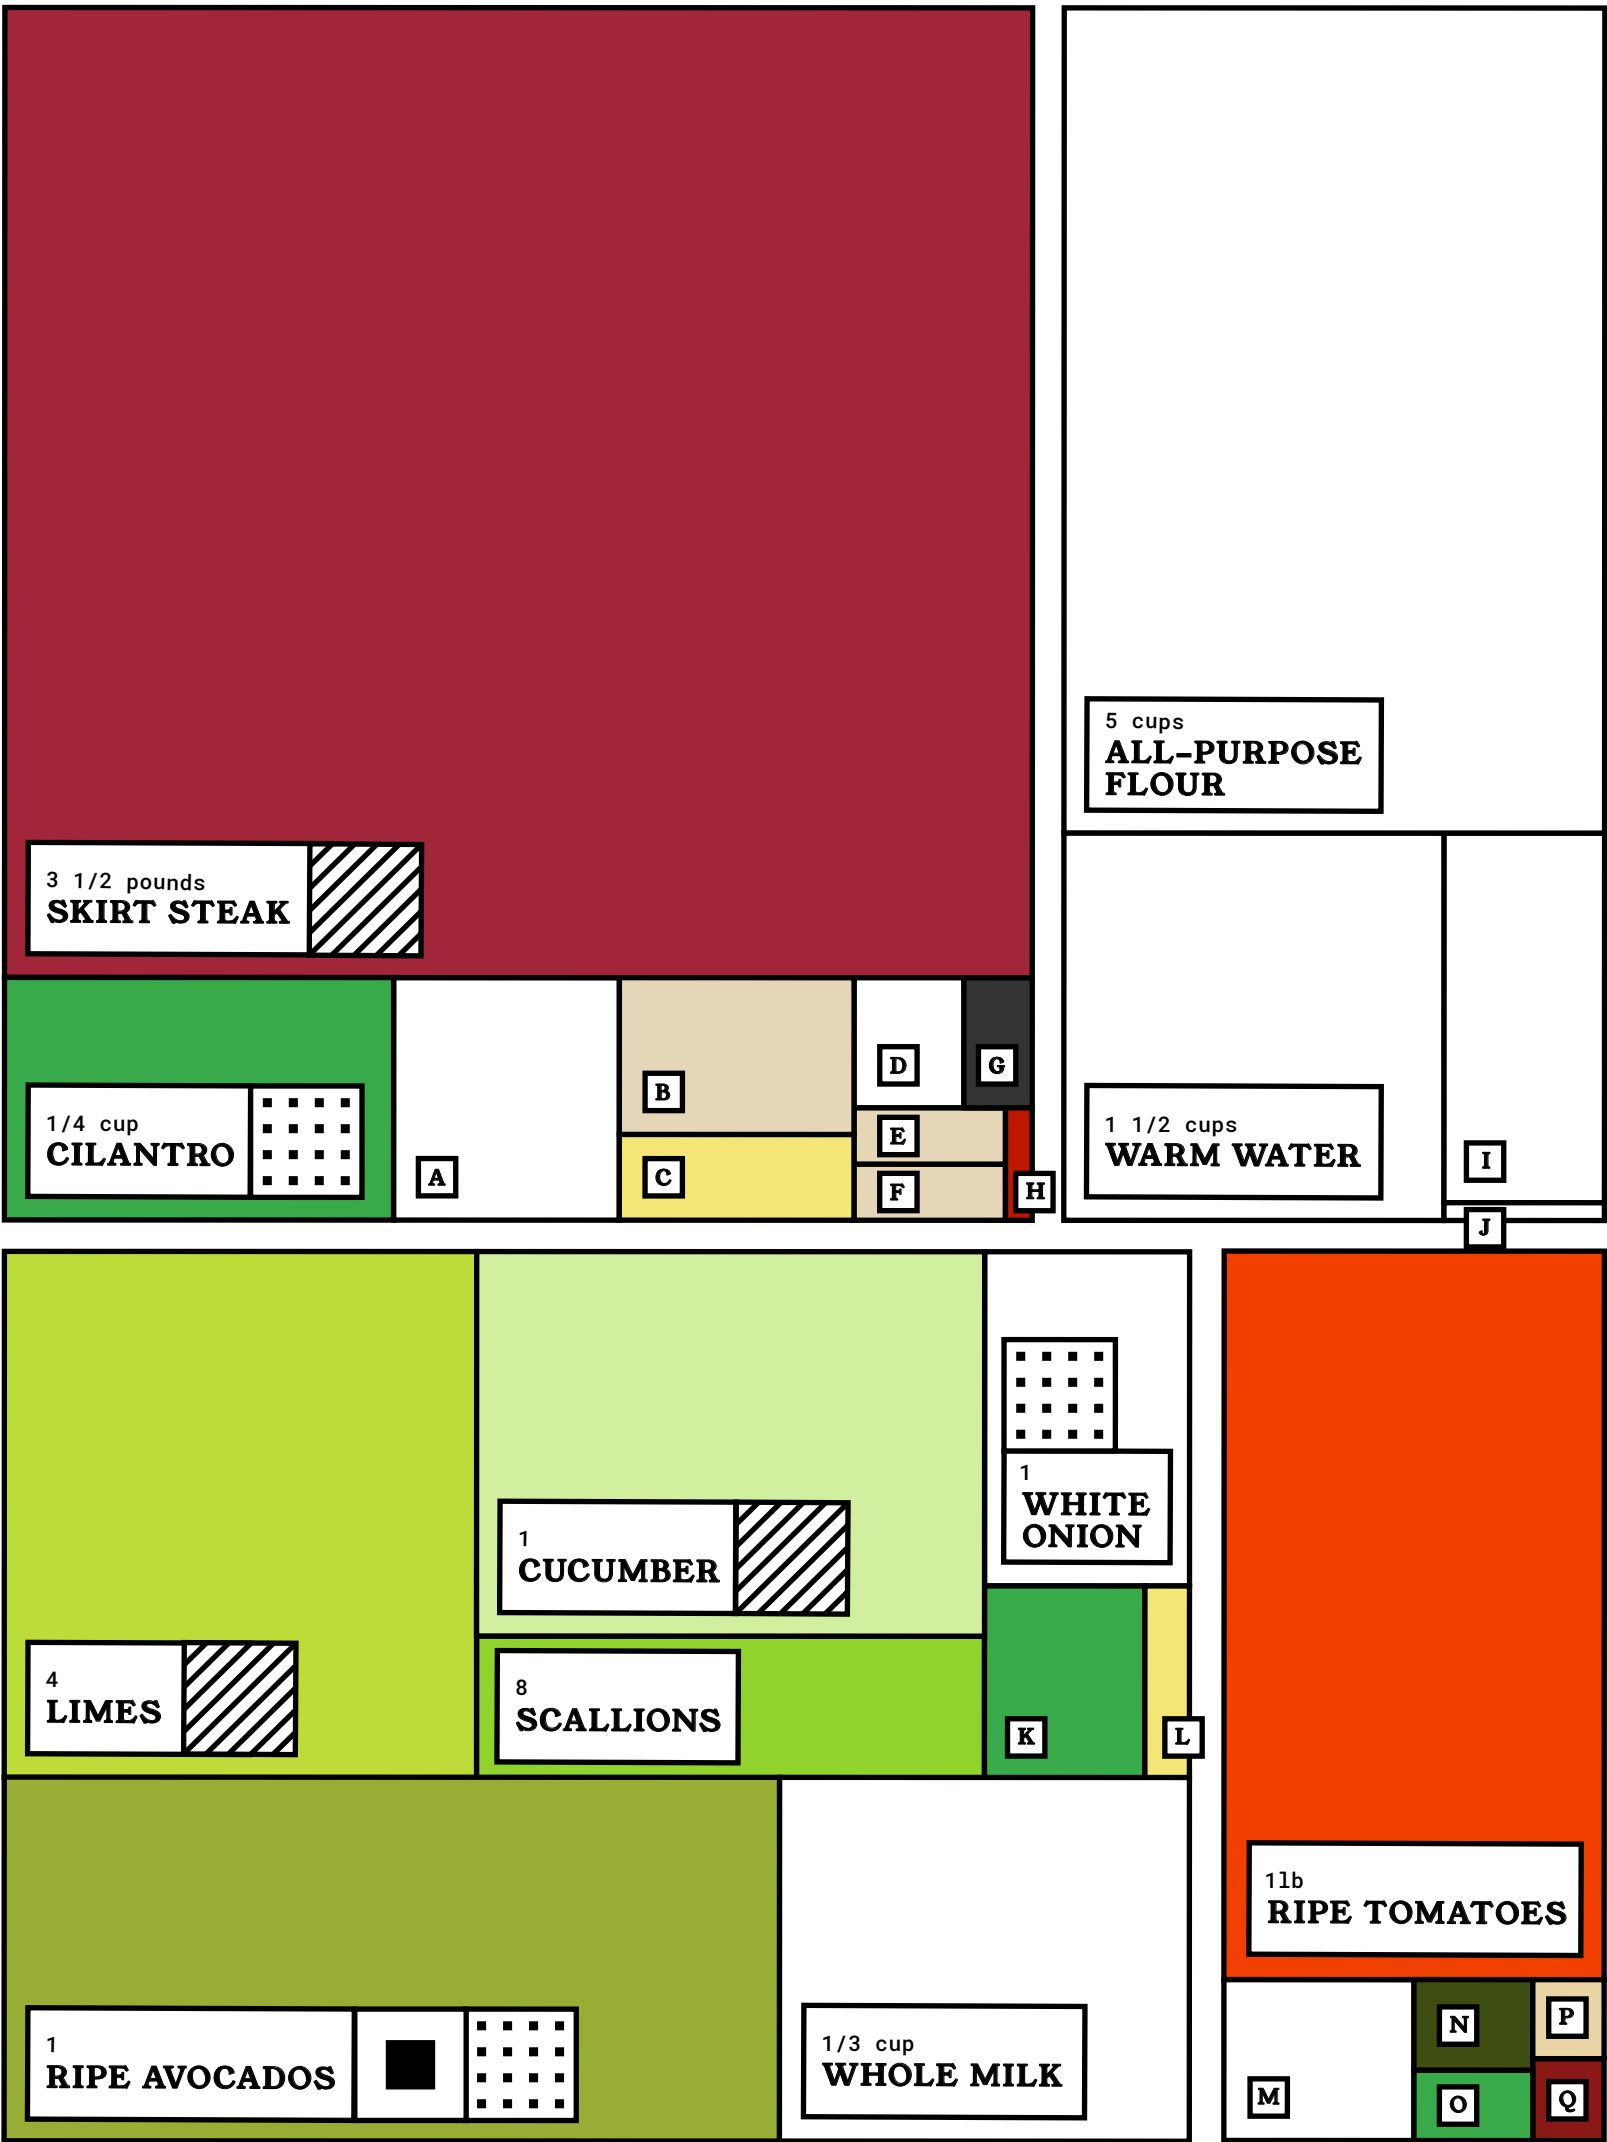 5 cups
ALL-PURPOSE
FLOUR
3 1/2 pounds
SKIRT STEAK
D
G
B
1/4 cup
CILANTRO
A
C
E
F
H
1 1/2 cups
WARM WATER
I
J
1
WHITE
ONION
1
CUCUMBER
4
LIMES
8
SCALLIONS
K
L
1lb
RIPE TOMATOES
1
RIPE AVOCADOS
1/3 cup
WHOLE MILK
M
N
P
O
Q